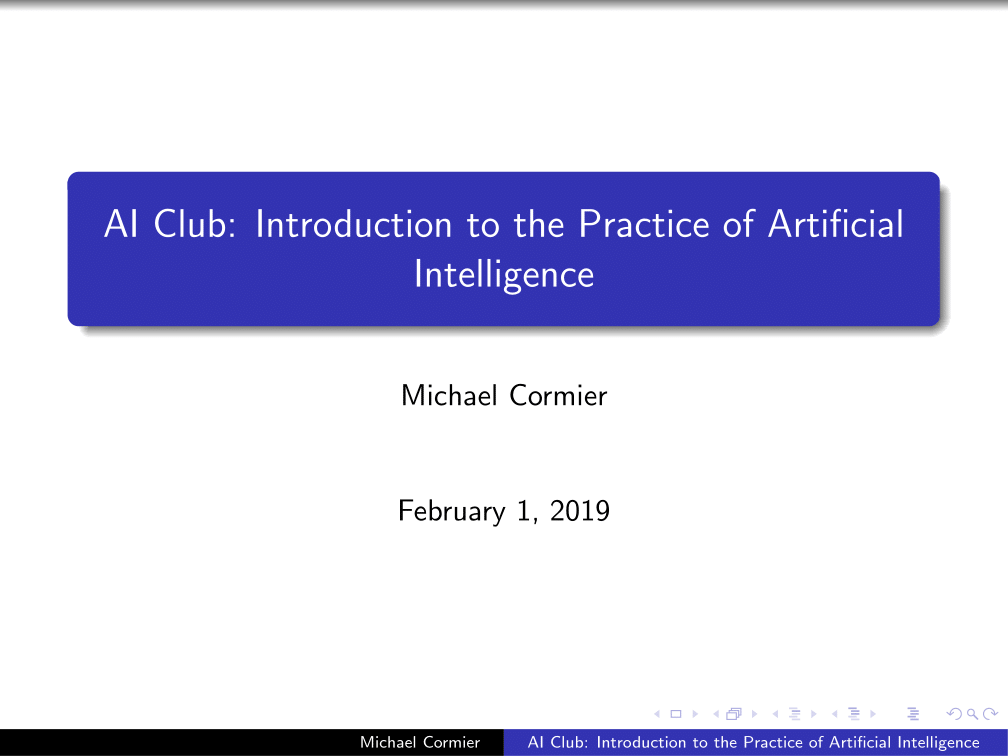 AI Club: Introduction to the Practice of Artificial
Intelligence
Michael Cormier
February 1, 2019
Michael Cormier
AI Club: Introduction to the Practice of Artificial Intelligence